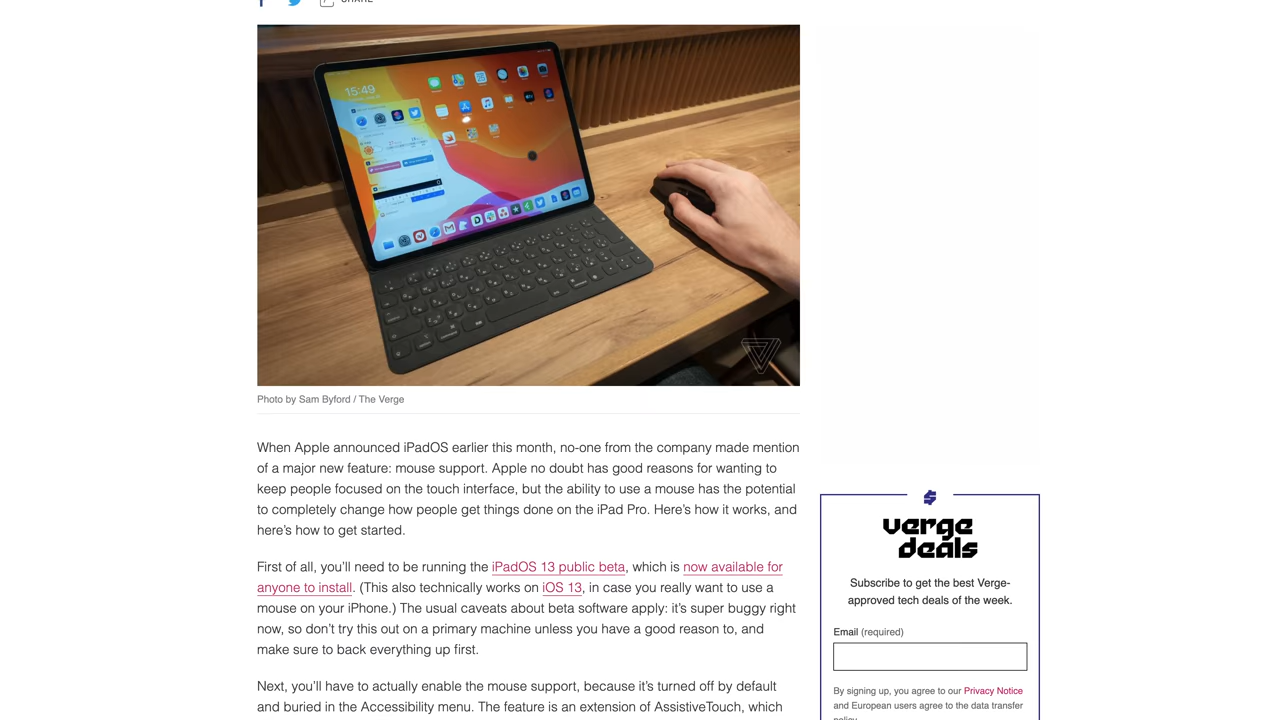 SHARE
15:49
Photo by Sam Byford / The Verge
When Apple announced iPadOS earlier this month, no-one from the company made mention
of a major new feature: mouse support. Apple no doubt has good reasons for wanting to
keep people focused on the touch interface, but the ability to use a mouse has the potential
to completely change how people get things done on the iPad Pro. Here’s how it works, and
here’s how to get started.
First of all, you’ll need to be running the iPadOS 13 public beta, which is now available for
anyone to install. (This also technically works on iOS 13, in case you really want to use a
mouse on your iPhone.) The usual caveats about beta software apply: it’s super buggy right
now, so don’t try this out on a primary machine unless you have a good reason to, and
make sure to back everything up first.
Next, you’ll have to actually enable the mouse support, because it’s turned off by default
and buried in the Accessibility menu. The feature is an extension of AssistiveTouch, which
verge
deals
Subscribe to get the best Verge-
approved tech deals of the week.
Email (required)
By signing up, you agree to our Privacy Notice
and European users agree to the data transfer
policy.